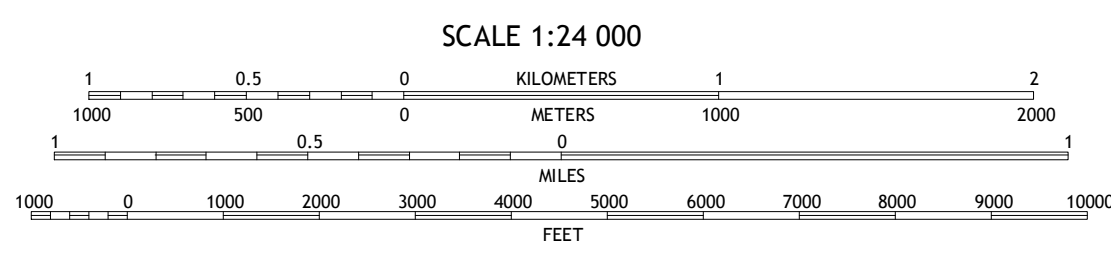 SCALE 1:24 000
1 0.5 0 KILOMETERS 1 2
1000 500 0 METERS 1000 2000
1 0.5 0 1
MILES
1000 0 1000 2000 3000 4000 5000 6000 7000 8000 9000 10000
FEET